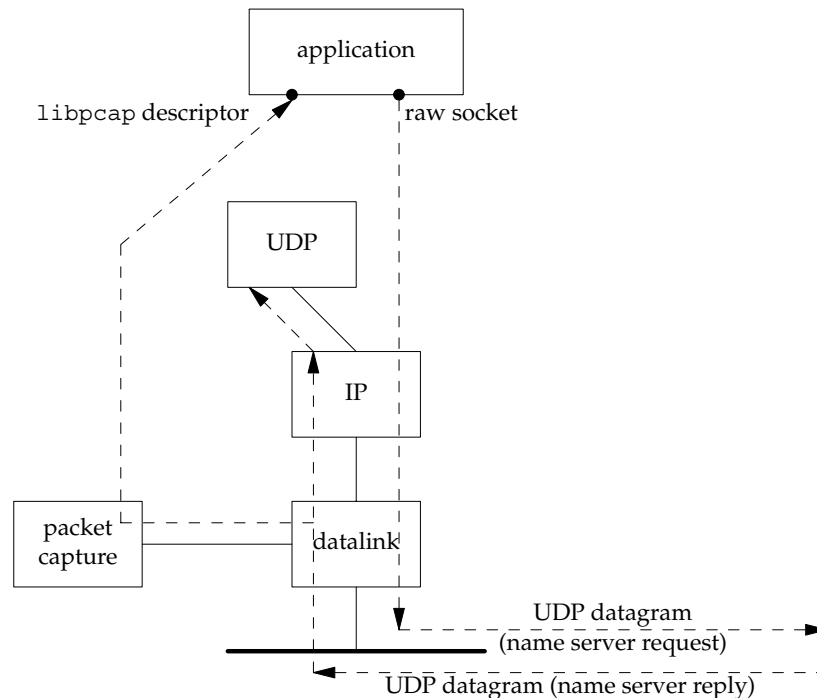 application
libpcap descriptor
raw socket
UDP
IP
packet
capture
datalink
UDP datagram
(name server request)
UDP datagram (name server reply)